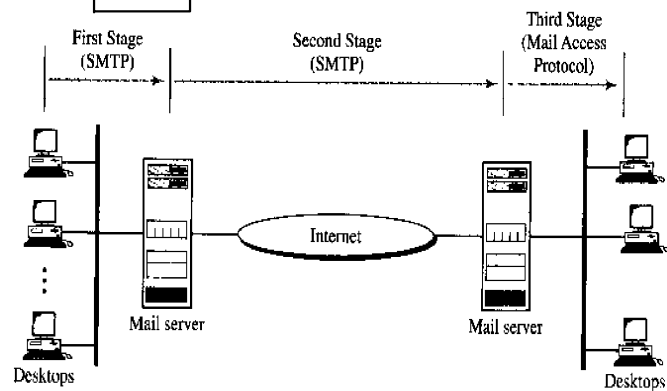 First Stage
(SMTP)
Second Stage
(SMTP)
Third Stage
(Mail Access
Protocol)
Internet
Mail server
Mail server
Desktops
Desktops